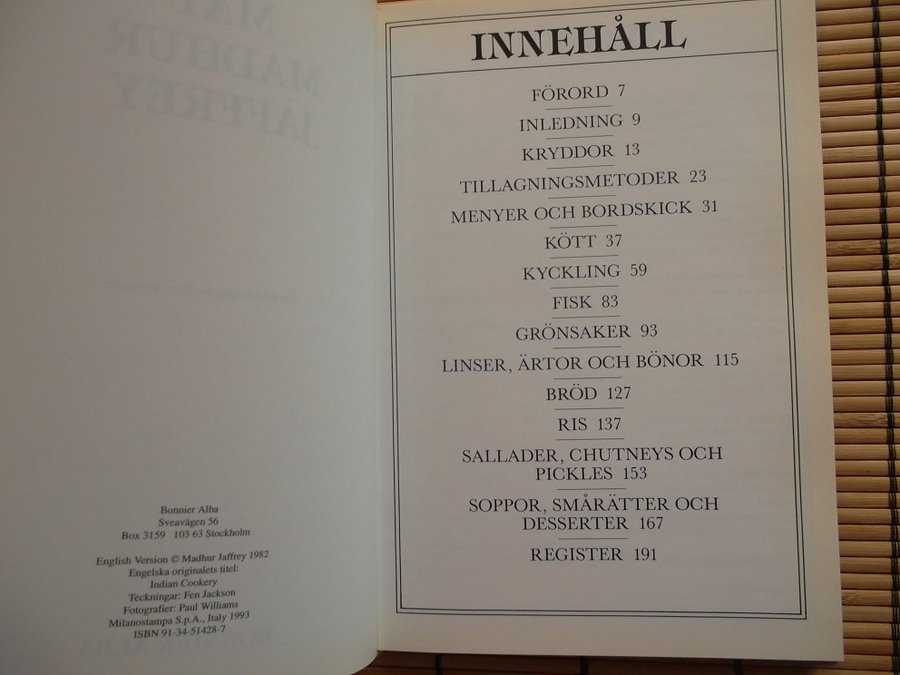 Bonnier Alba
Sveavägen 56
Box 3159 103 63 Stockholm
English Version © Madhur Jaffrey 1982
Engelska originalets titel:
Indian Cookery
Teckningar: Fen Jackson
Fotografier: Paul Williams
Milanostampa S.p.A., Italy 1993
ISBN 91-34-51428-7
INNEHÅLL
FÖRORD 7
INLEDNING 9
KRYDDOR 13
TILLAGNINGSMETODER 23
MENYER OCH BORDSKICK 31
KÖTT 37
KYCKLING 59
FISK 83
GRÖNSAKER 93
LINSER, ÄRTOR OCH BÖNOR 115
BRÖD 127
RIS 137
SALLADER, CHUTNEYS OCH
PICKLES 153
SOPPOR, SMÅRÄTTER OCH
DESSERTER 167
REGISTER 191